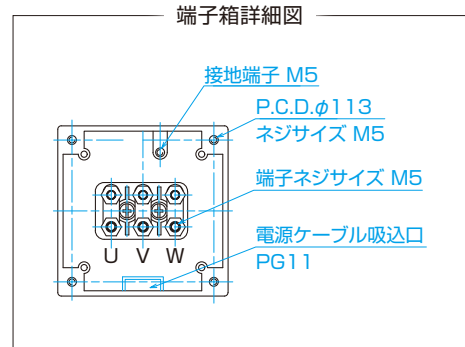 端子箱詳細図
接地端子 M5
P.C.D.φ113
ネジサイズ M5
端子ネジサイズ M5
電源ケーブル吸込口
PG11
U V W